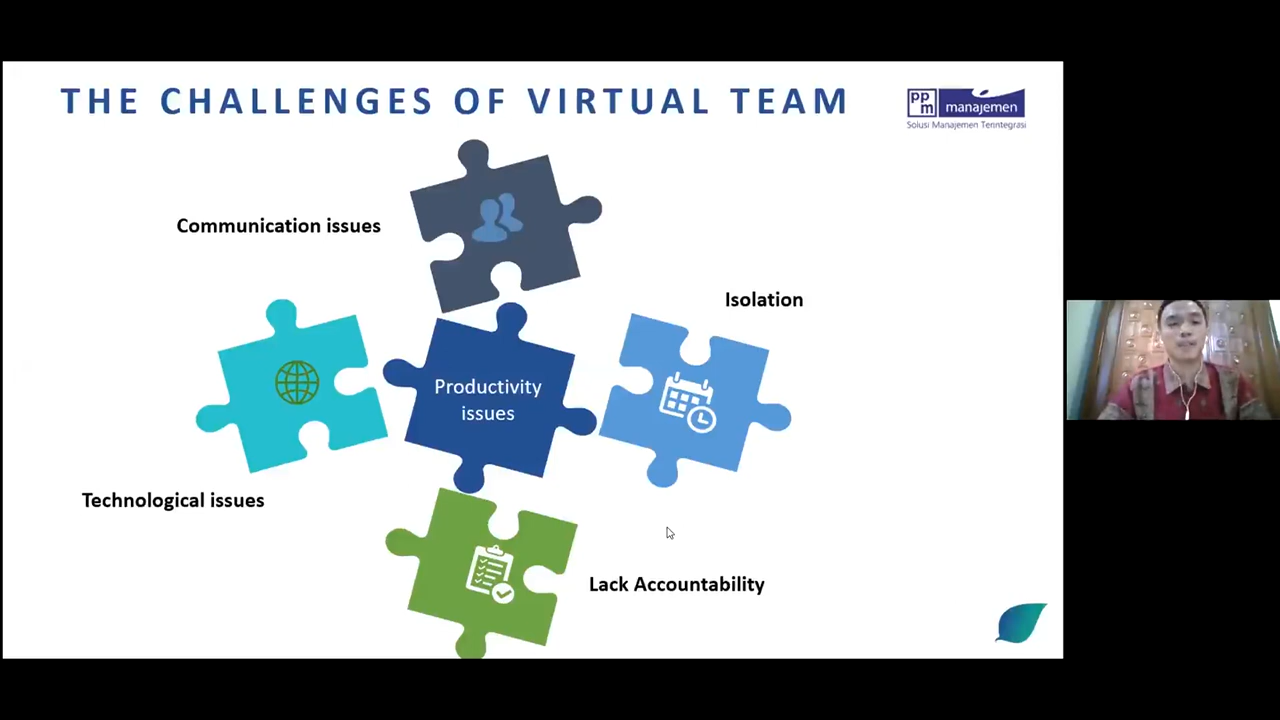 THE CHALLENGES OF VIRTUAL TEAM
ppm manajemen
Solusi Manajemen Terintegrasi
Communication issues
Isolation
Productivity
issues
Technological issues
Lack Accountability